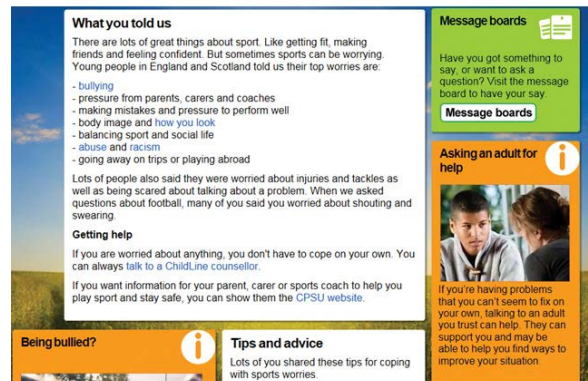 What you told us
There are lots of great things about sport. Like getting fit, making
friends and feeling confident. But sometimes sports can be worrying.
Young people in England and Scotland told us their top worries are:
- bullying
- pressure from parents, carers and coaches
- making mistakes and pressure to perform well
- body image and how you look
- balancing sport and social life
- abuse and racism
- going away on trips or playing abroad
Lots of people also said they were worried about injuries and tackles as
well as being scared about talking about a problem. When we asked
questions about football, many of you said you worried about shouting and
swearing.
Getting help
If you are worried about anything, you don't have to cope on your own. You
can always talk to a ChildLine counsellor.
If you want information for your parent, carer or sports coach to help you
play sport and stay safe, you can show them the CPSU website.
Being bullied?
Tips and advice
Lots of you shared these tips for coping
with sports worries.
Message boards
Have you got something to
say, or want to ask a
question? Visit the message
board to have your say.
Message boards
Asking an adult for
help
If you're having problems
that you can't seem to fix on
your own, talking to an adult
you trust can help. They can
support you and may be
able to help you find ways to
improve your situation.